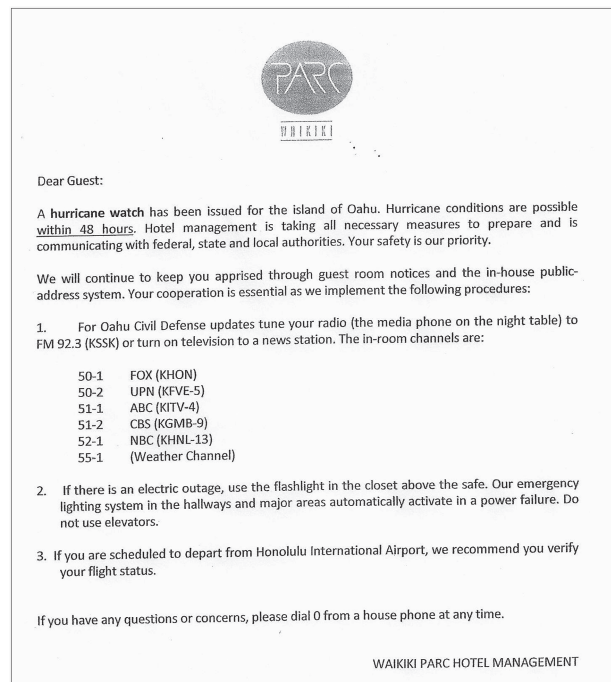 PARC
WAIKIKI
Dear Guest:
A hurricane watch has been issued for the island of Oahu. Hurricane conditions are possible
within 48 hours. Hotel management is taking all necessary measures to prepare and is
communicating with federal, state and local authorities. Your safety is our priority.
We will continue to keep you apprised through guest room notices and the in-house public-
address system. Your cooperation is essential as we implement the following procedures:
1. For Oahu Civil Defense updates tune your radio (the media phone on the night table) to
FM 92.3 (KSSK) or turn on television to a news station. The in-room channels are:
50-1 FOX (KHON)
50-2 UPN (KFVE-5)
51-1 ABC (KITV-4)
51-2 CBS (KGMB-9)
52-1 NBC (KHNL-13)
55-1 (Weather Channel)
2. If there is an electric outage, use the flashlight in the closet above the safe. Our emergency
lighting system in the hallways and major areas automatically activate in a power failure. Do
not use elevators.
3. If you are scheduled to depart from Honolulu International Airport, we recommend you verify
your flight status.
If you have any questions or concerns, please dial 0 from a house phone at any time.
WAIKIKI PARC HOTEL MANAGEMENT